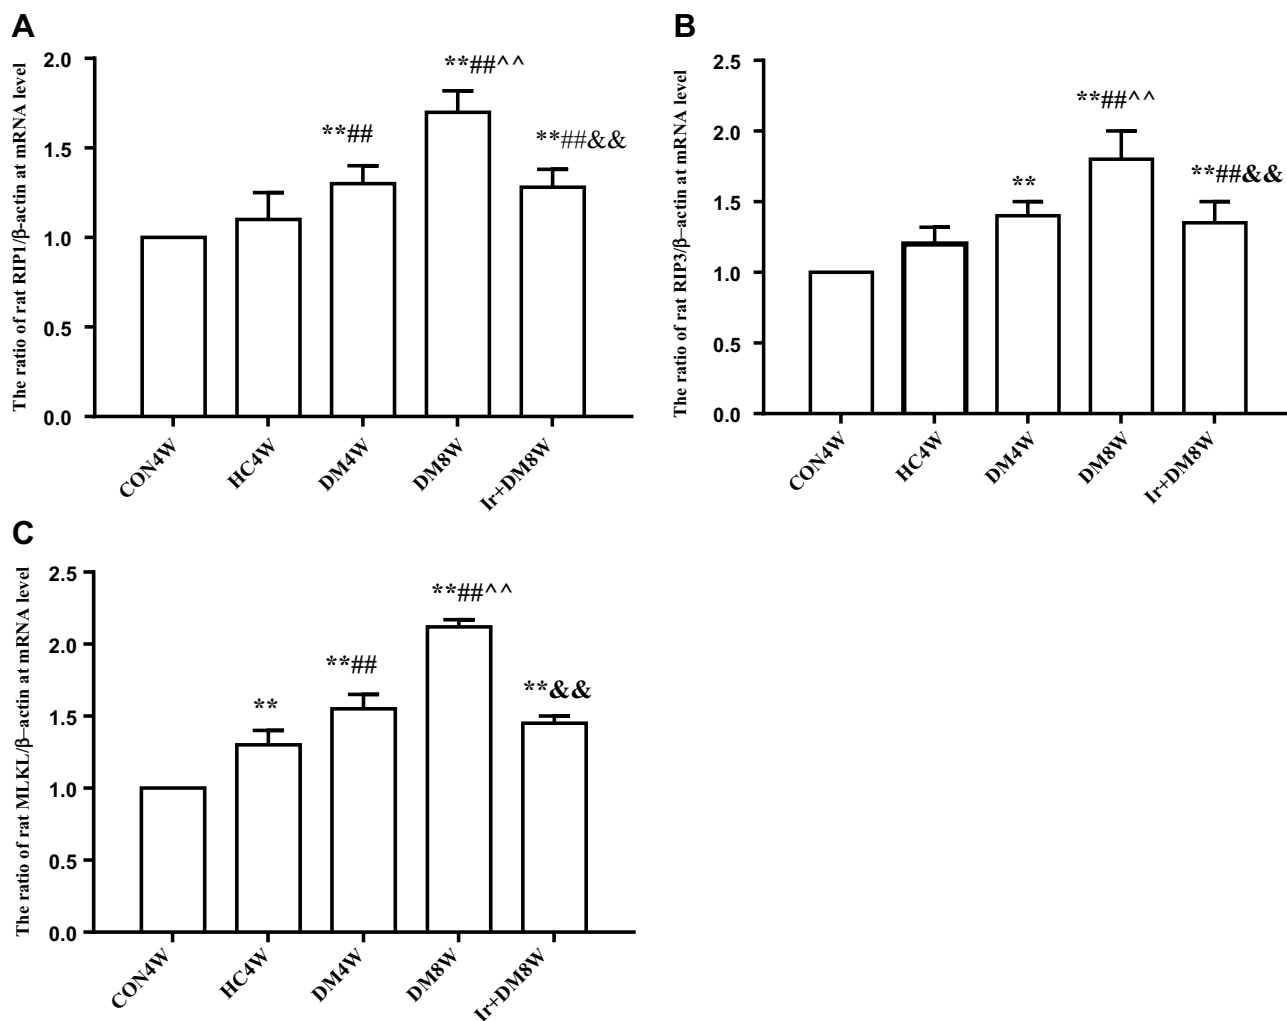 A
The ratio of rat RIP1/β-actin at mRNA level
2.0
1.5
1.0
0.5
0.0
**##
**##^^
**##&&
CON4W
HC4W
DM4W
DM8W
Ir+DM8W
B
The ratio of rat RIP3/β–actin at mRNA level
2.5
2.0
1.5
1.0
0.5
0.0
**
**##^^
**##&&
CON4W
HC4W
DM4W
DM8W
Ir+DM8W
C
The ratio of rat MLKL/β–actin at mRNA level
2.5
2.0
1.5
1.0
0.5
0.0
**
**##
**##^^
**&&
CON4W
HC4W
DM4W
DM8W
Ir+DM8W